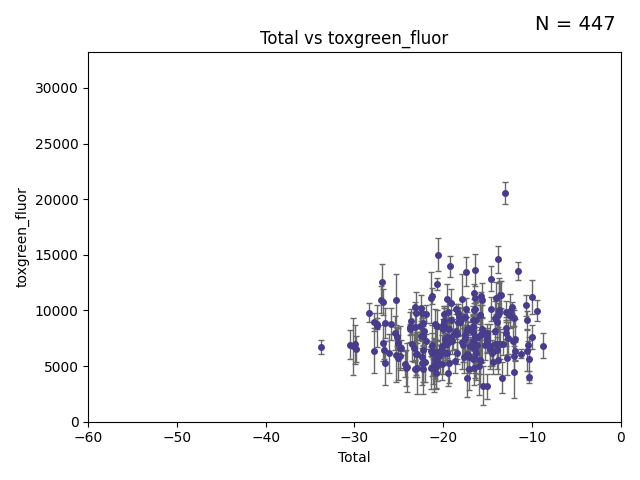 N = 447
Total vs toxgreen_fluor
30000
25000
20000
15000
10000
5000
0
toxgreen_fluor
−60 −50 −40 −30 −20 −10 0
Total